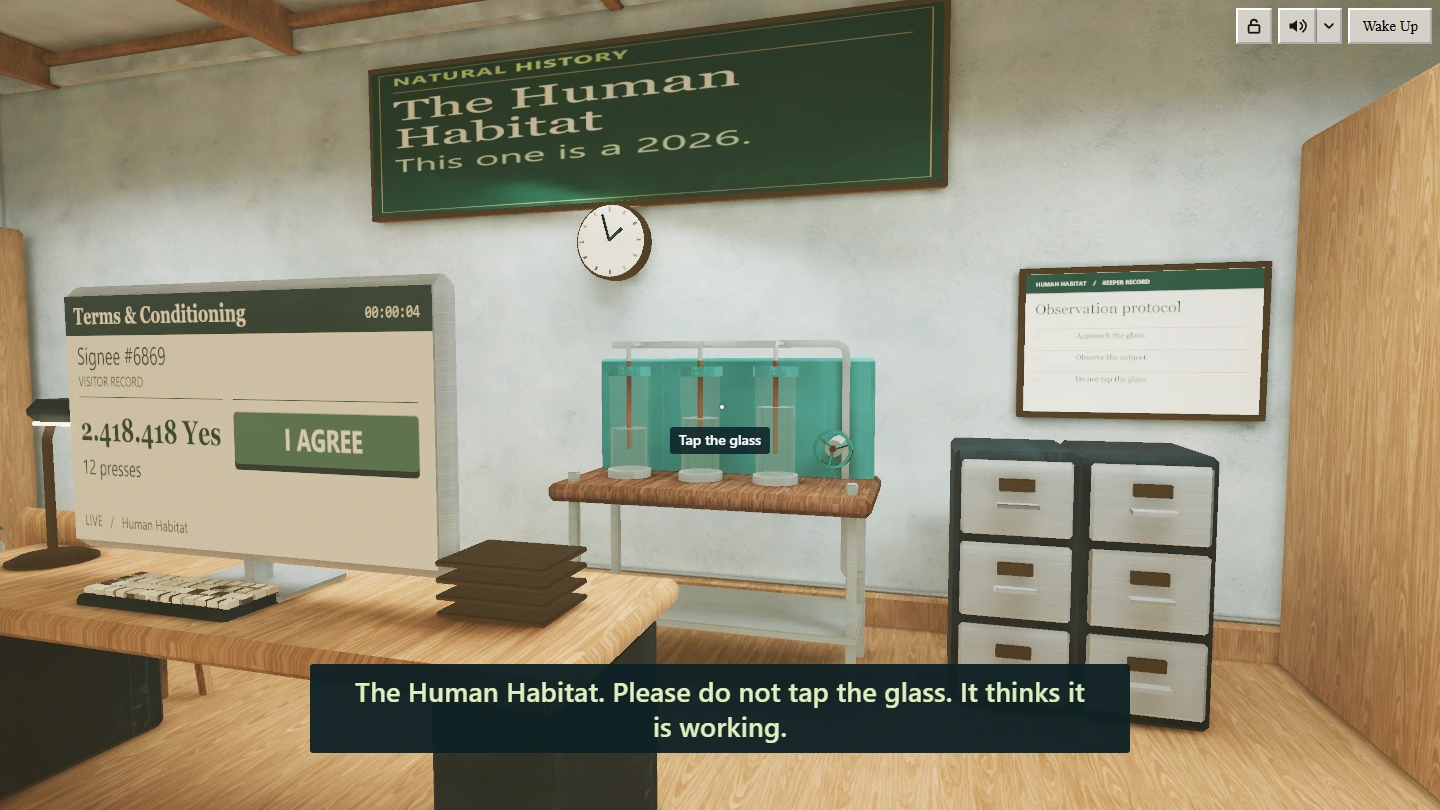 Wake Up
NATURAL HISTORY
The Human
Habitat
This one is a 2026.
Terms & Conditioning
00:00:04
Signee #6869
VISITOR RECORD
2.418.418 Yes
I AGREE
12 presses
LIVE / Human Habitat
HUMAN HABITAT / KEEPER RECORD
Observation protocol
Approach the glass.
Observe the subject.
Do not tap the glass.
Tap the glass
The Human Habitat. Please do not tap the glass. It thinks it
is working.